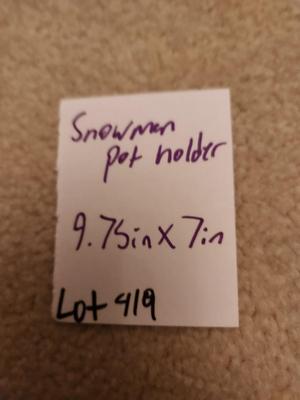 Snowman
pot holder
9.75in x 7in
Lot 419